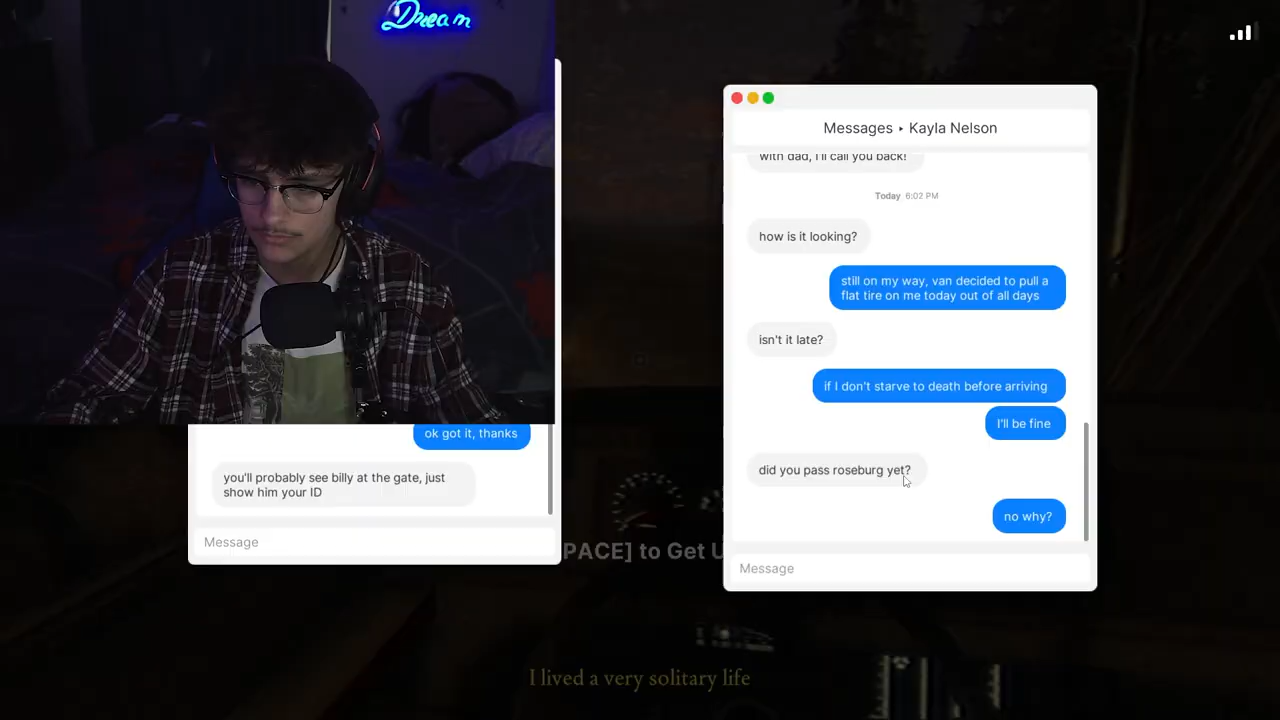 Dream
Messages ▸ Kayla Nelson
with dad, I'll call you back!
Today 6:02 PM
how is it looking?
still on my way, van decided to pull a
flat tire on me today out of all days
isn't it late?
if I don't starve to death before arriving
I'll be fine
did you pass roseburg yet?
no why?
Message
ok got it, thanks
you'll probably see billy at the gate, just
show him your ID
Message
PACE] to Get U
I lived a very solitary life